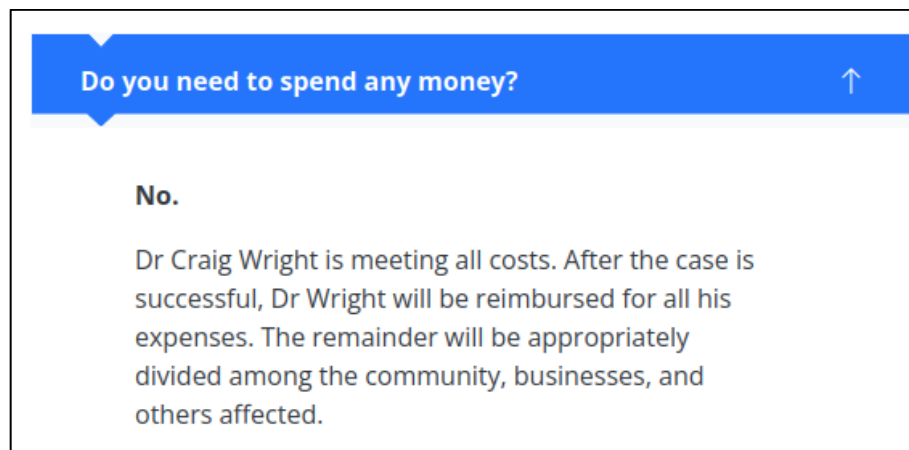 Do you need to spend any money?
No.
Dr Craig Wright is meeting all costs. After the case is
successful, Dr Wright will be reimbursed for all his
expenses. The remainder will be appropriately
divided among the community, businesses, and
others affected.